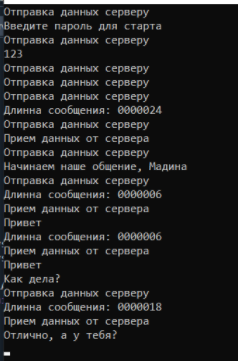 Отправка данных серверу
Введите пароль для старта
Отправка данных серверу
123
Отправка данных серверу
Отправка данных серверу
Отправка данных серверу
Длинна сообщения: 0000024
Отправка данных серверу
Прием данных от сервера
Отправка данных серверу
Начинаем наше общение, Мадина
Отправка данных серверу
Длинна сообщения: 0000006
Прием данных от сервера
Привет
Длинна сообщения: 0000006
Прием данных от сервера
Привет
Как дела?
Отправка данных серверу
Длинна сообщения: 0000018
Прием данных от сервера
Отлично, а у тебя?